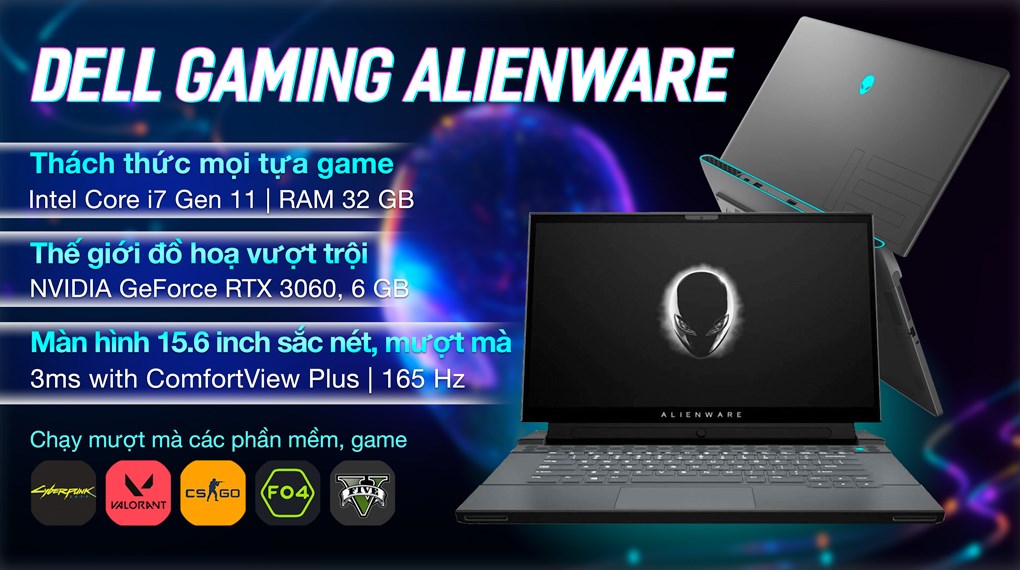 DELL GAMING ALIENWARE
Thách thức mọi tựa game
Intel Core i7 Gen 11 | RAM 32 GB
Thế giới đồ hoạ vượt trội
NVIDIA GeForce RTX 3060, 6 GB
Màn hình 15.6 inch sắc nét, mượt mà
3ms with ComfortView Plus | 165 Hz
ALIENWARE
Chạy mượt mà các phần mềm, game
CYBERPUNK
VALORANT
CS GO
FO4
V FIVE